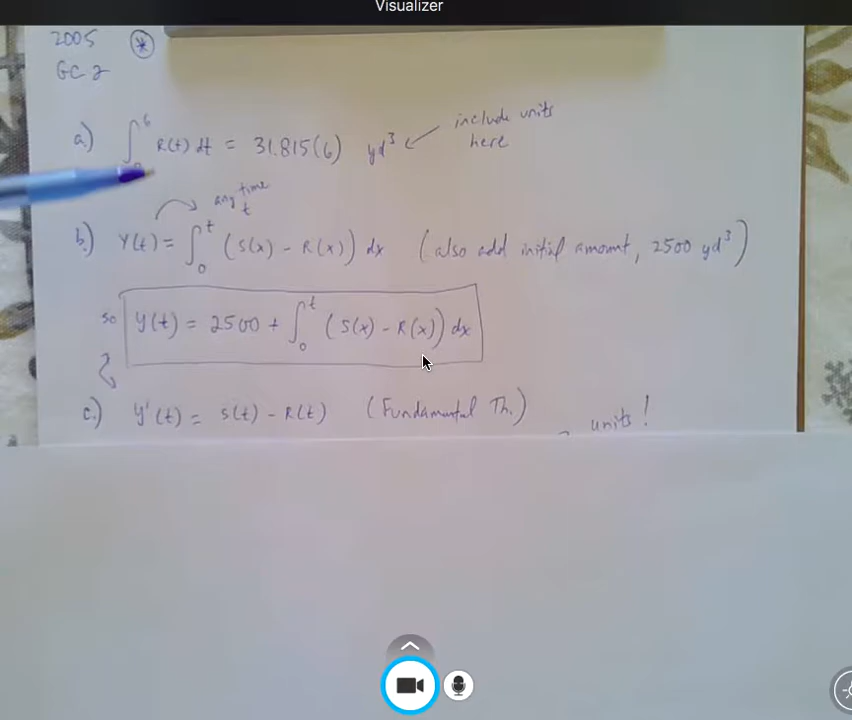 Visualizer
2005 *
GC 2
a.) ∫₀⁶ R(t) dt = 31.815(6) yd³ ← include units
here
any time
t
b.) Y(t) = ∫₀ᵗ (S(x) - R(x)) dx (also add initial amount, 2500 yd³)
so Y(t) = 2500 + ∫₀ᵗ (S(x) - R(x)) dx
c.) Y'(t) = S(t) - R(t) (Fundamental Th.)
units!